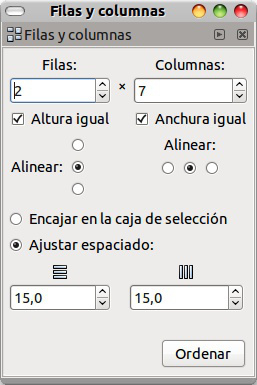 Filas y columnas
Filas y columnas
Filas: Columnas:
2 × 7
Altura igual Anchura igual
Alinear: Alinear:
Encajar en la caja de selección
Ajustar espaciado:
15,0 15,0
Ordenar